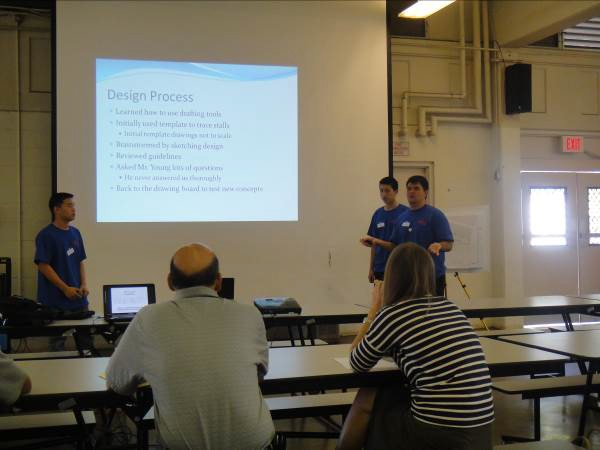 Design Process
• Learned how to use drafting tools
• Initially used template to trace stalls
• Initial template drawings not to scale
• Brainstormed by sketching design
• Reviewed guidelines
• Asked Mr. Young lots of questions
• He never answered us thoroughly
• Back to the drawing board to test new concepts
EXIT